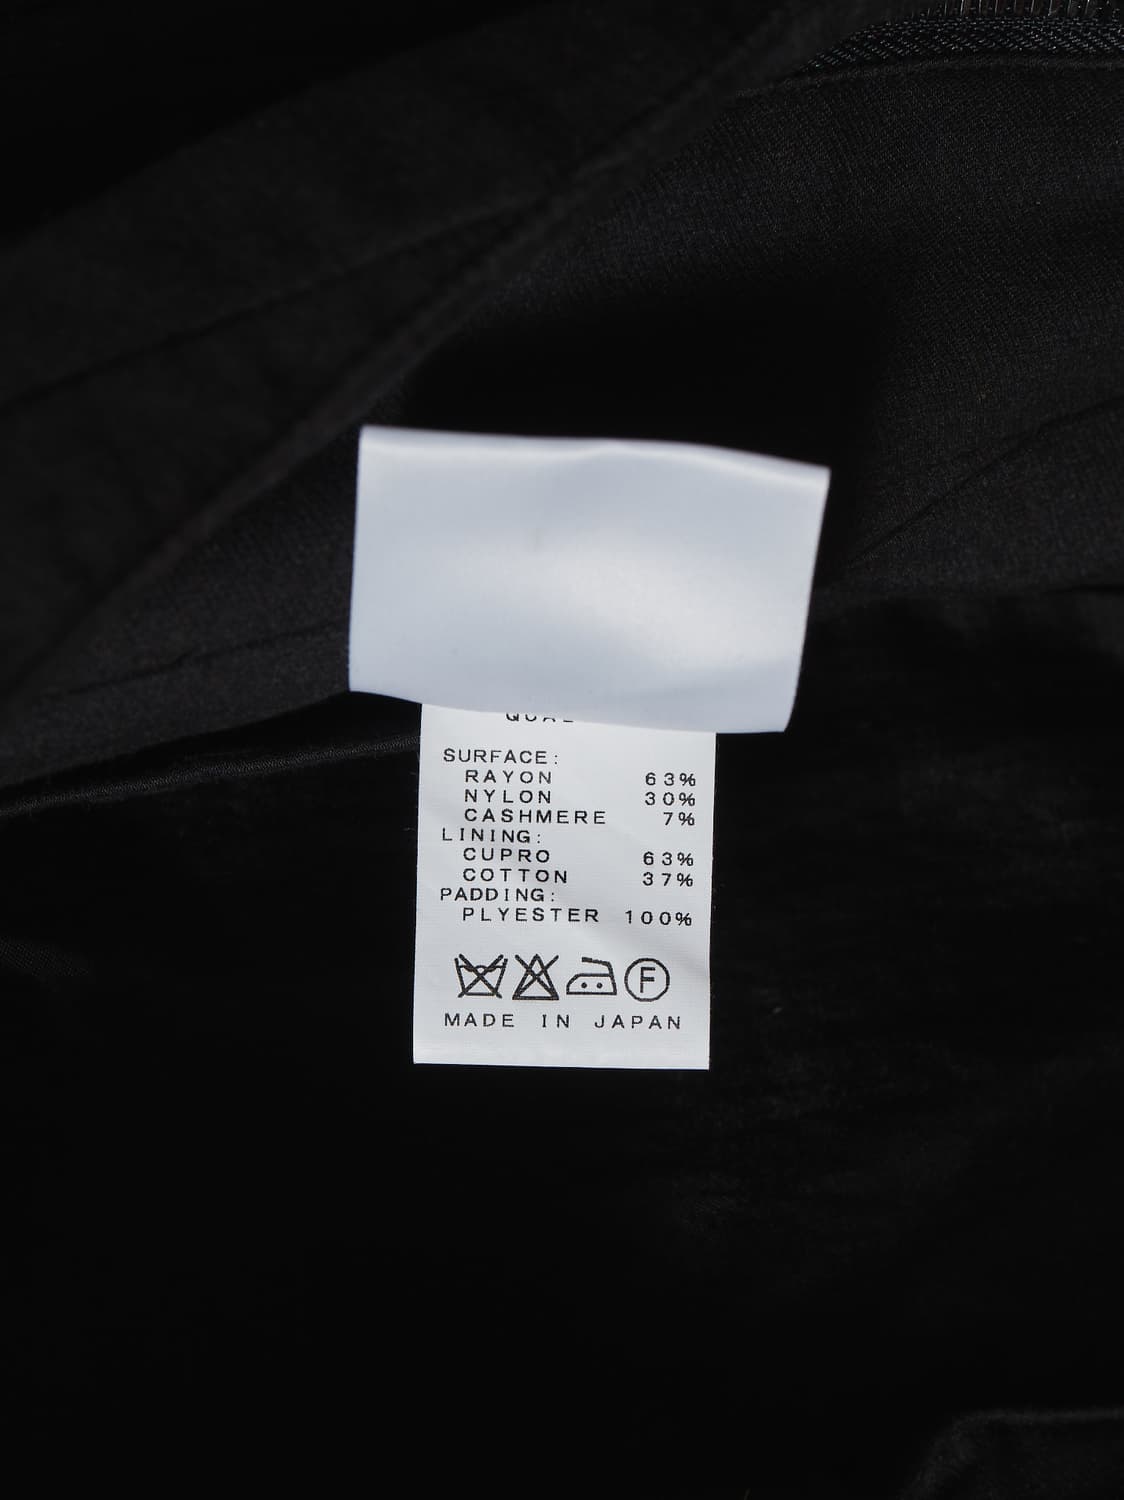 SURFACE:
RAYON 63%
NYLON 30%
CASHMERE 7%
LINING:
CUPRO 63%
COTTON 37%
PADDING:
PLYESTER 100%
F
MADE IN JAPAN